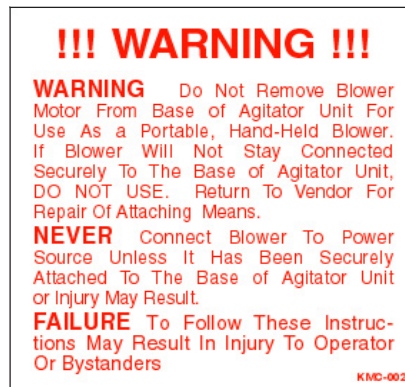 !!! WARNING !!!
WARNING Do Not Remove Blower
Motor From Base of Agitator Unit For
Use As a Portable, Hand-Held Blower.
If Blower Will Not Stay Connected
Securely To The Base of Agitator Unit,
DO NOT USE. Return To Vendor For
Repair Of Attaching Means.
NEVER Connect Blower To Power
Source Unless It Has Been Securely
Attached To The Base of Agitator Unit
or Injury May Result.
FAILURE To Follow These Instruc-
tions May Result In Injury To Operator
Or Bystanders
KMC-002